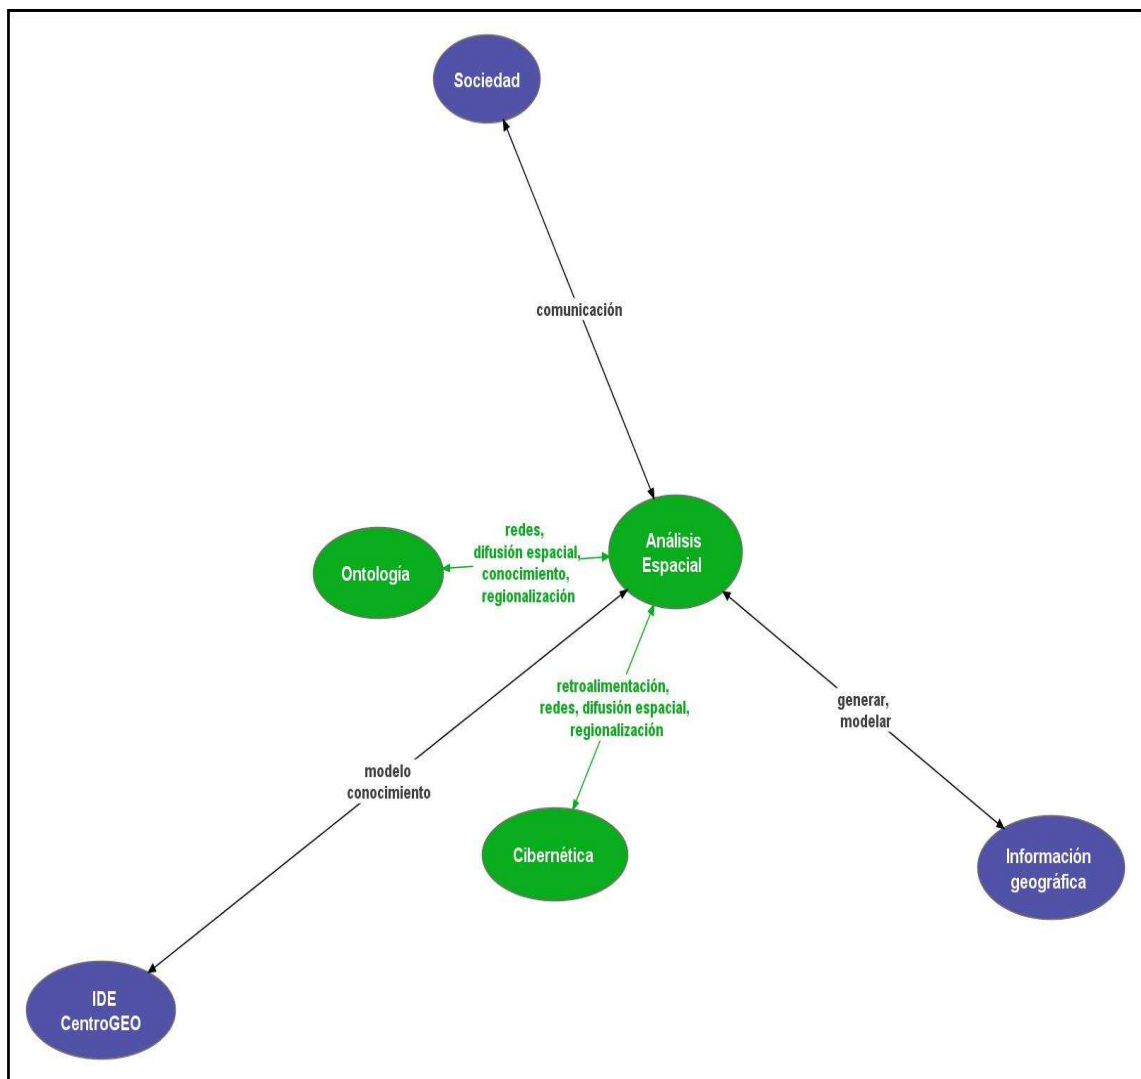 Sociedad
comunicación
redes,
difusión espacial,
conocimiento,
regionalización
Análisis
Espacial
Ontología
retroalimentación,
redes, difusión espacial,
regionalización
generar,
modelar
modelo
conocimiento
Cibernética
Información
geográfica
IDE
CentroGEO